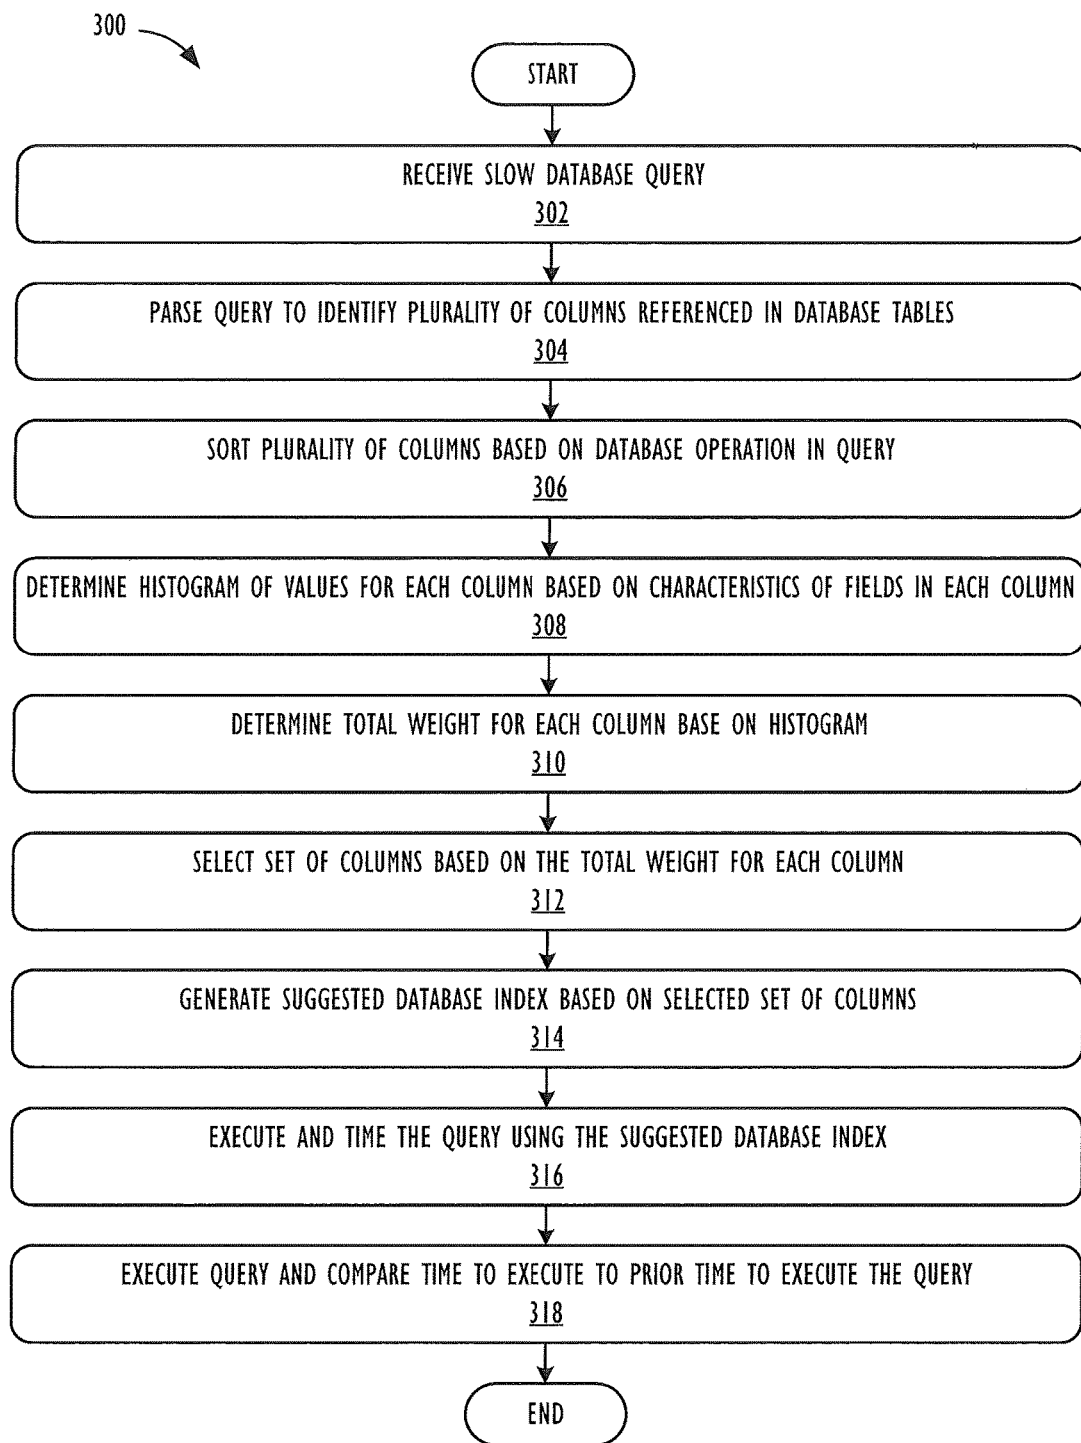 300
START
RECEIVE SLOW DATABASE QUERY
302
PARSE QUERY TO IDENTIFY PLURALITY OF COLUMNS REFERENCED IN DATABASE TABLES
304
SORT PLURALITY OF COLUMNS BASED ON DATABASE OPERATION IN QUERY
306
DETERMINE HISTOGRAM OF VALUES FOR EACH COLUMN BASED ON CHARACTERISTICS OF FIELDS IN EACH COLUMN
308
DETERMINE TOTAL WEIGHT FOR EACH COLUMN BASE ON HISTOGRAM
310
SELECT SET OF COLUMNS BASED ON THE TOTAL WEIGHT FOR EACH COLUMN
312
GENERATE SUGGESTED DATABASE INDEX BASED ON SELECTED SET OF COLUMNS
314
EXECUTE AND TIME THE QUERY USING THE SUGGESTED DATABASE INDEX
316
EXECUTE QUERY AND COMPARE TIME TO EXECUTE TO PRIOR TIME TO EXECUTE THE QUERY
318
END